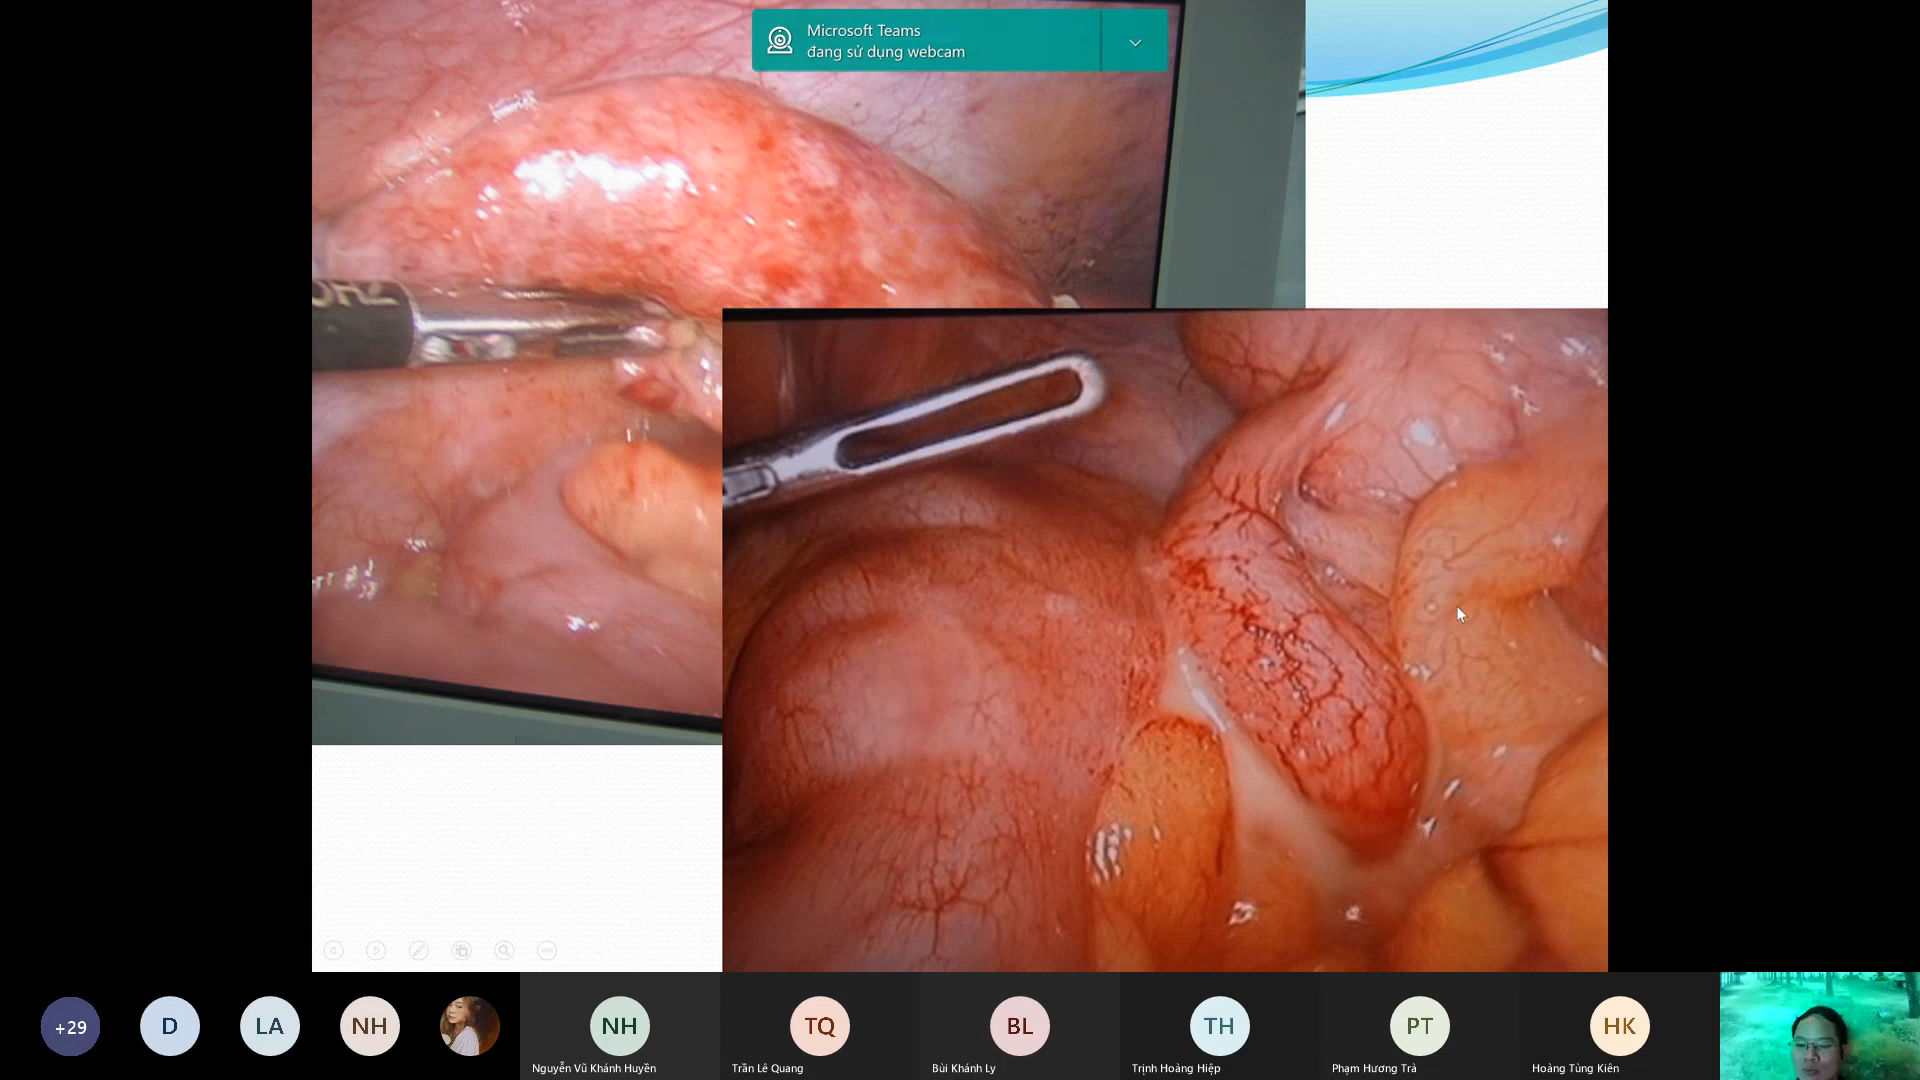 Microsoft Teams
đang sử dụng webcam
+29
D
LA
NH
NH
TQ
BL
TH
PT
HK
Nguyễn Vũ Khánh Huyền
Trần Lê Quang
Bùi Khánh Ly
Trịnh Hoàng Hiệp
Phạm Hương Trà
Hoàng Tùng Kiên